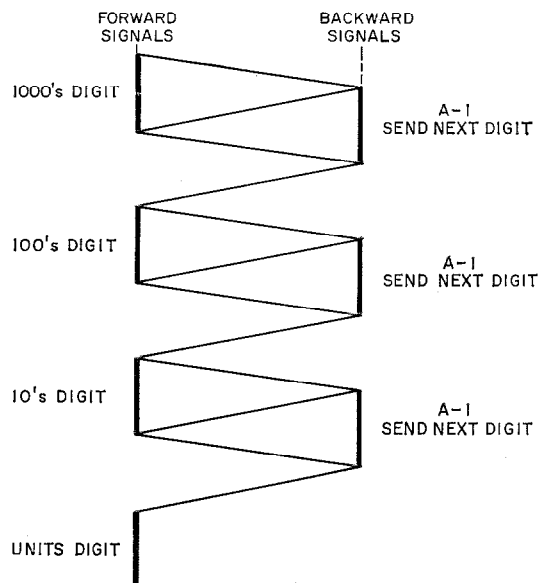 FORWARD
SIGNALS
BACKWARD
SIGNALS
1000's DIGIT
A-1
SEND NEXT DIGIT
100's DIGIT
A-1
SEND NEXT DIGIT
10's DIGIT
A-1
SEND NEXT DIGIT
UNITS DIGIT